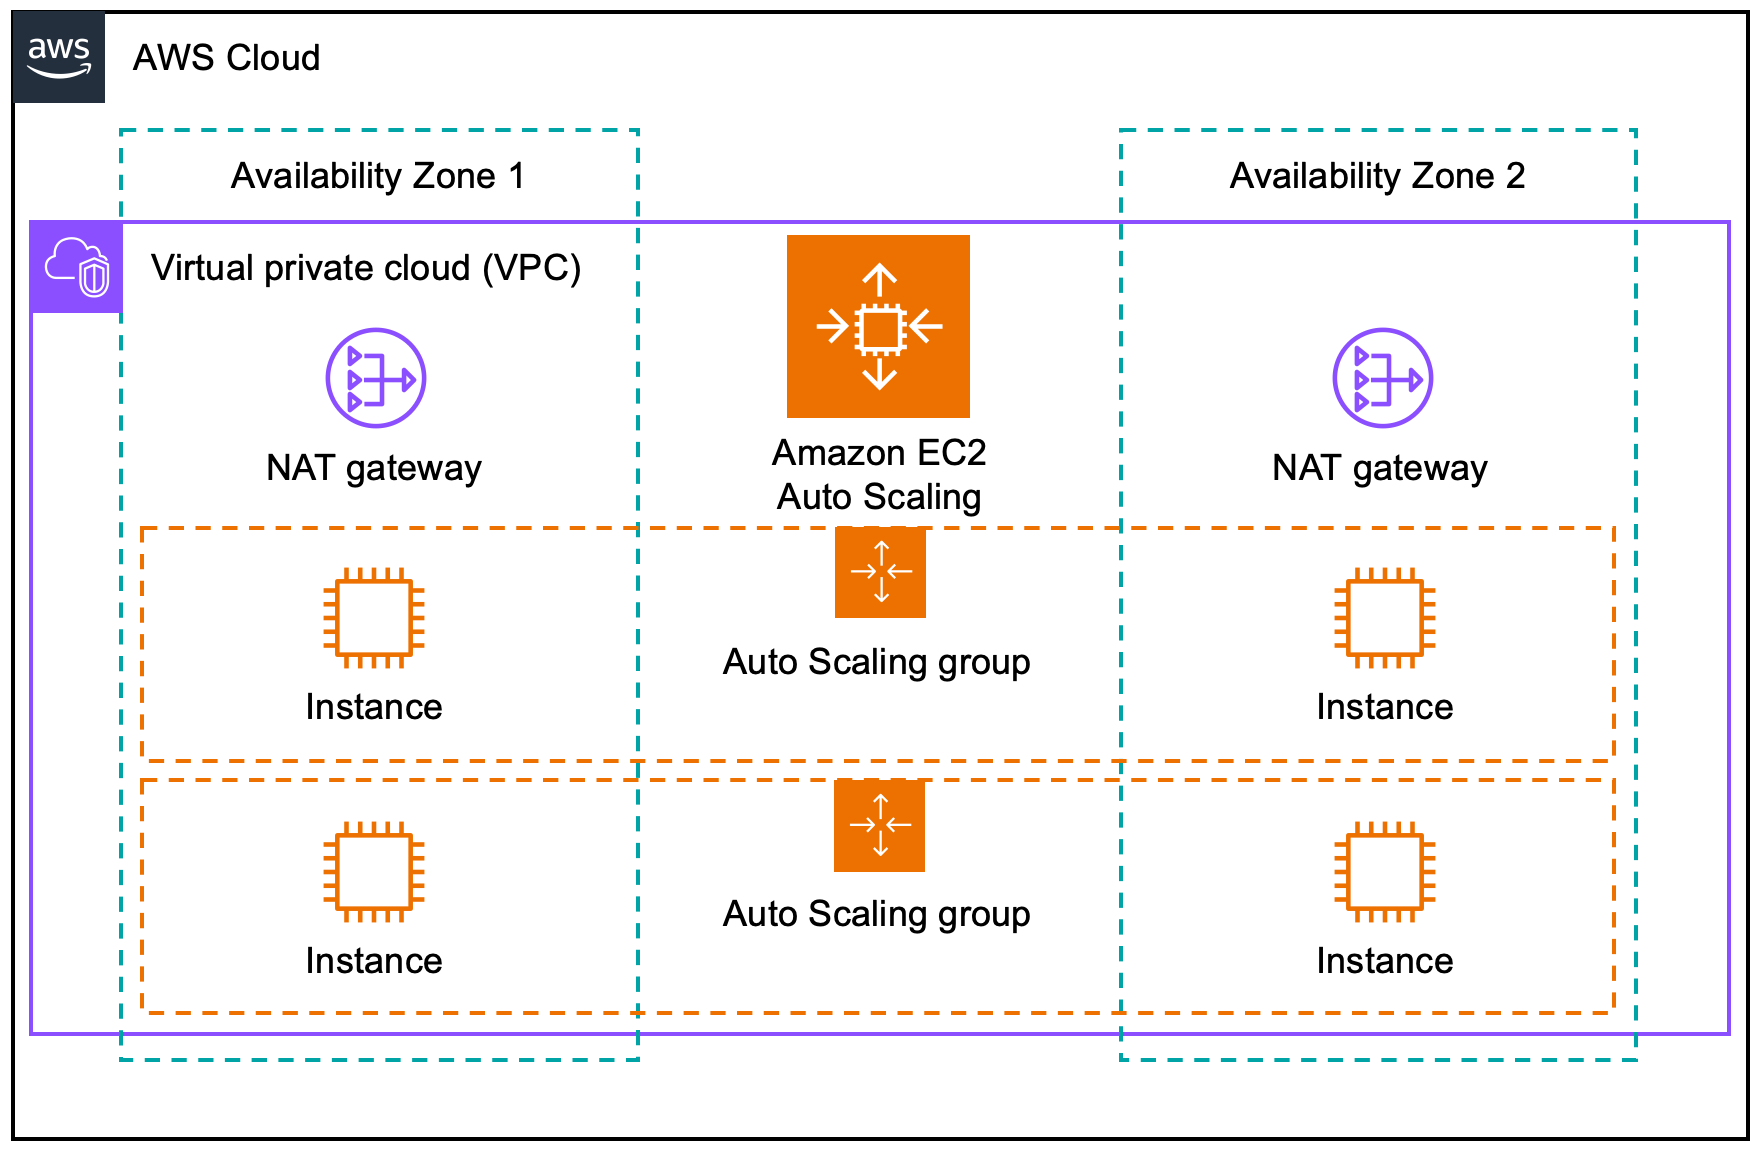 aws
AWS Cloud
Availability Zone 1
Availability Zone 2
Virtual private cloud (VPC)
NAT gateway
Amazon EC2
Auto Scaling
NAT gateway
Instance
Auto Scaling group
Instance
Instance
Auto Scaling group
Instance